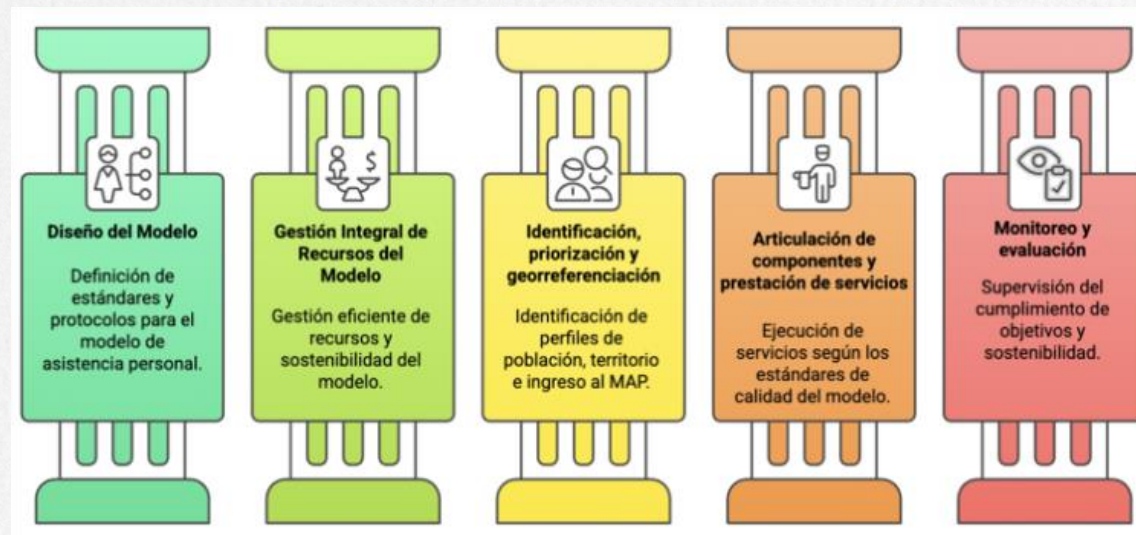 Diseño del Modelo
Definición de
estándares y
protocolos para el
modelo de
asistencia personal.
Gestión Integral de
Recursos del
Modelo
Gestión eficiente de
recursos y
sostenibilidad del
modelo.
Identificación,
priorización y
georreferenciación
Identificación de
perfiles de
población, territorio
e ingreso al MAP.
Articulación de
componentes y
prestación de servicios
Ejecución de
servicios según los
estándares de
calidad del modelo.
Monitoreo y
evaluación
Supervisión del
cumplimiento de
objetivos y
sostenibilidad.